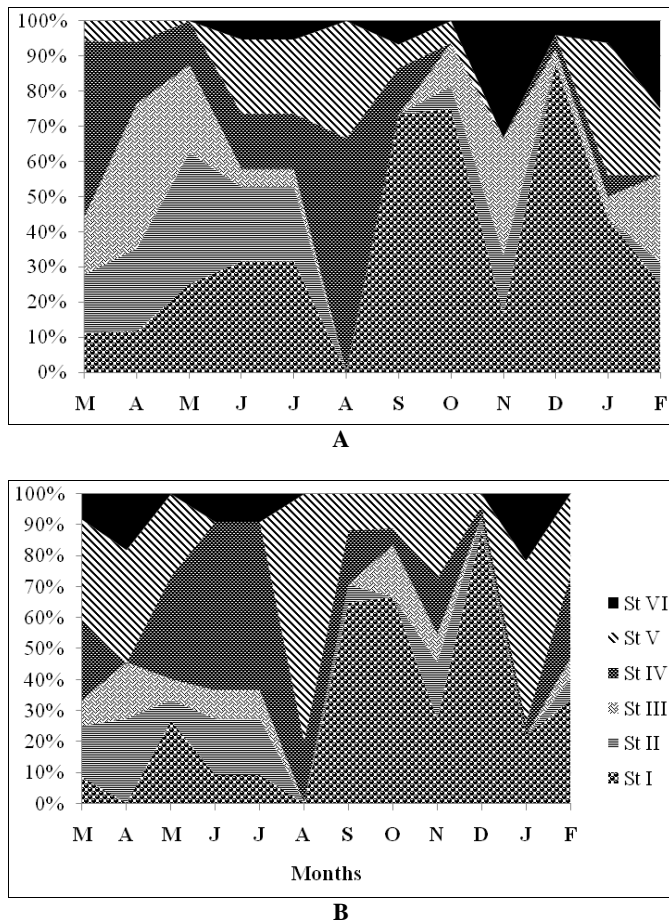 100%
90%
80%
70%
60%
50%
40%
30%
20%
10%
0%
M A M J J A S O N D J F
A
100%
90%
80%
70%
60%
50%
40%
30%
20%
10%
0%
M A M J J A S O N D J F
Months
St VI
St V
St IV
St III
St II
St I
B